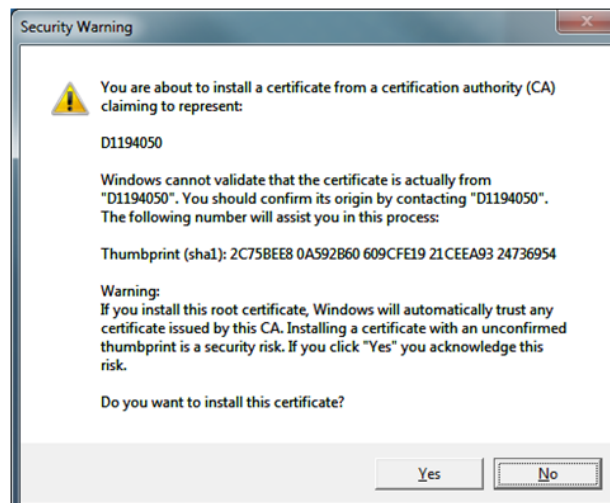 Security Warning
You are about to install a certificate from a certification authority (CA)
claiming to represent:
D1194050
Windows cannot validate that the certificate is actually from
"D1194050". You should confirm its origin by contacting "D1194050".
The following number will assist you in this process:
Thumbprint (sha1): 2C75BEE8 0A592B60 609CFE19 21CEEA93 24736954
Warning:
If you install this root certificate, Windows will automatically trust any
certificate issued by this CA. Installing a certificate with an unconfirmed
thumbprint is a security risk. If you click "Yes" you acknowledge this
risk.
Do you want to install this certificate?
Yes No